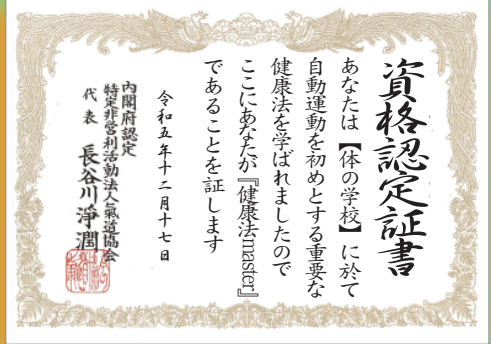 資格認定証書
あなたは【体の学校】に於て
自動運動を初めとする重要な
健康法を学ばれましたので
ここにあなたが『健康法master』
であることを証します
令和五年十二月十七日
内閣府認定
特定非営利活動法人氣道協会
代表 長谷川淨潤